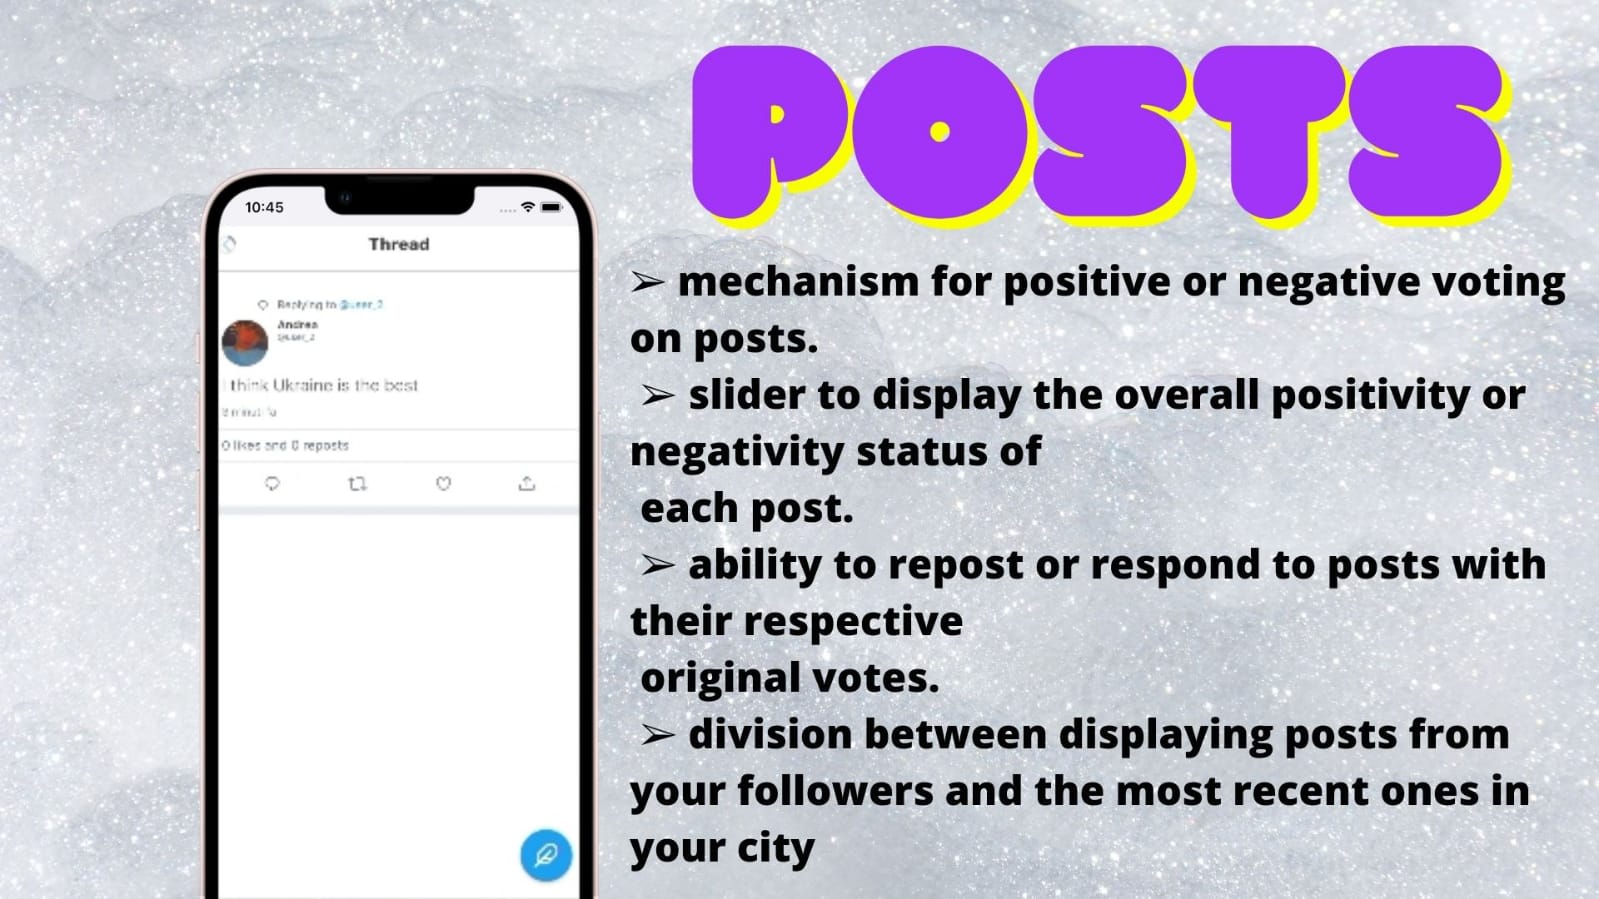 POSTS
10:45
Thread
Replying to @user_2
Andrea
@user_2
I think Ukraine is the best
0 likes and 0 reposts
➢ mechanism for positive or negative voting
on posts.
➢ slider to display the overall positivity or
negativity status of
each post.
➢ ability to repost or respond to posts with
their respective
original votes.
➢ division between displaying posts from
your followers and the most recent ones in
your city